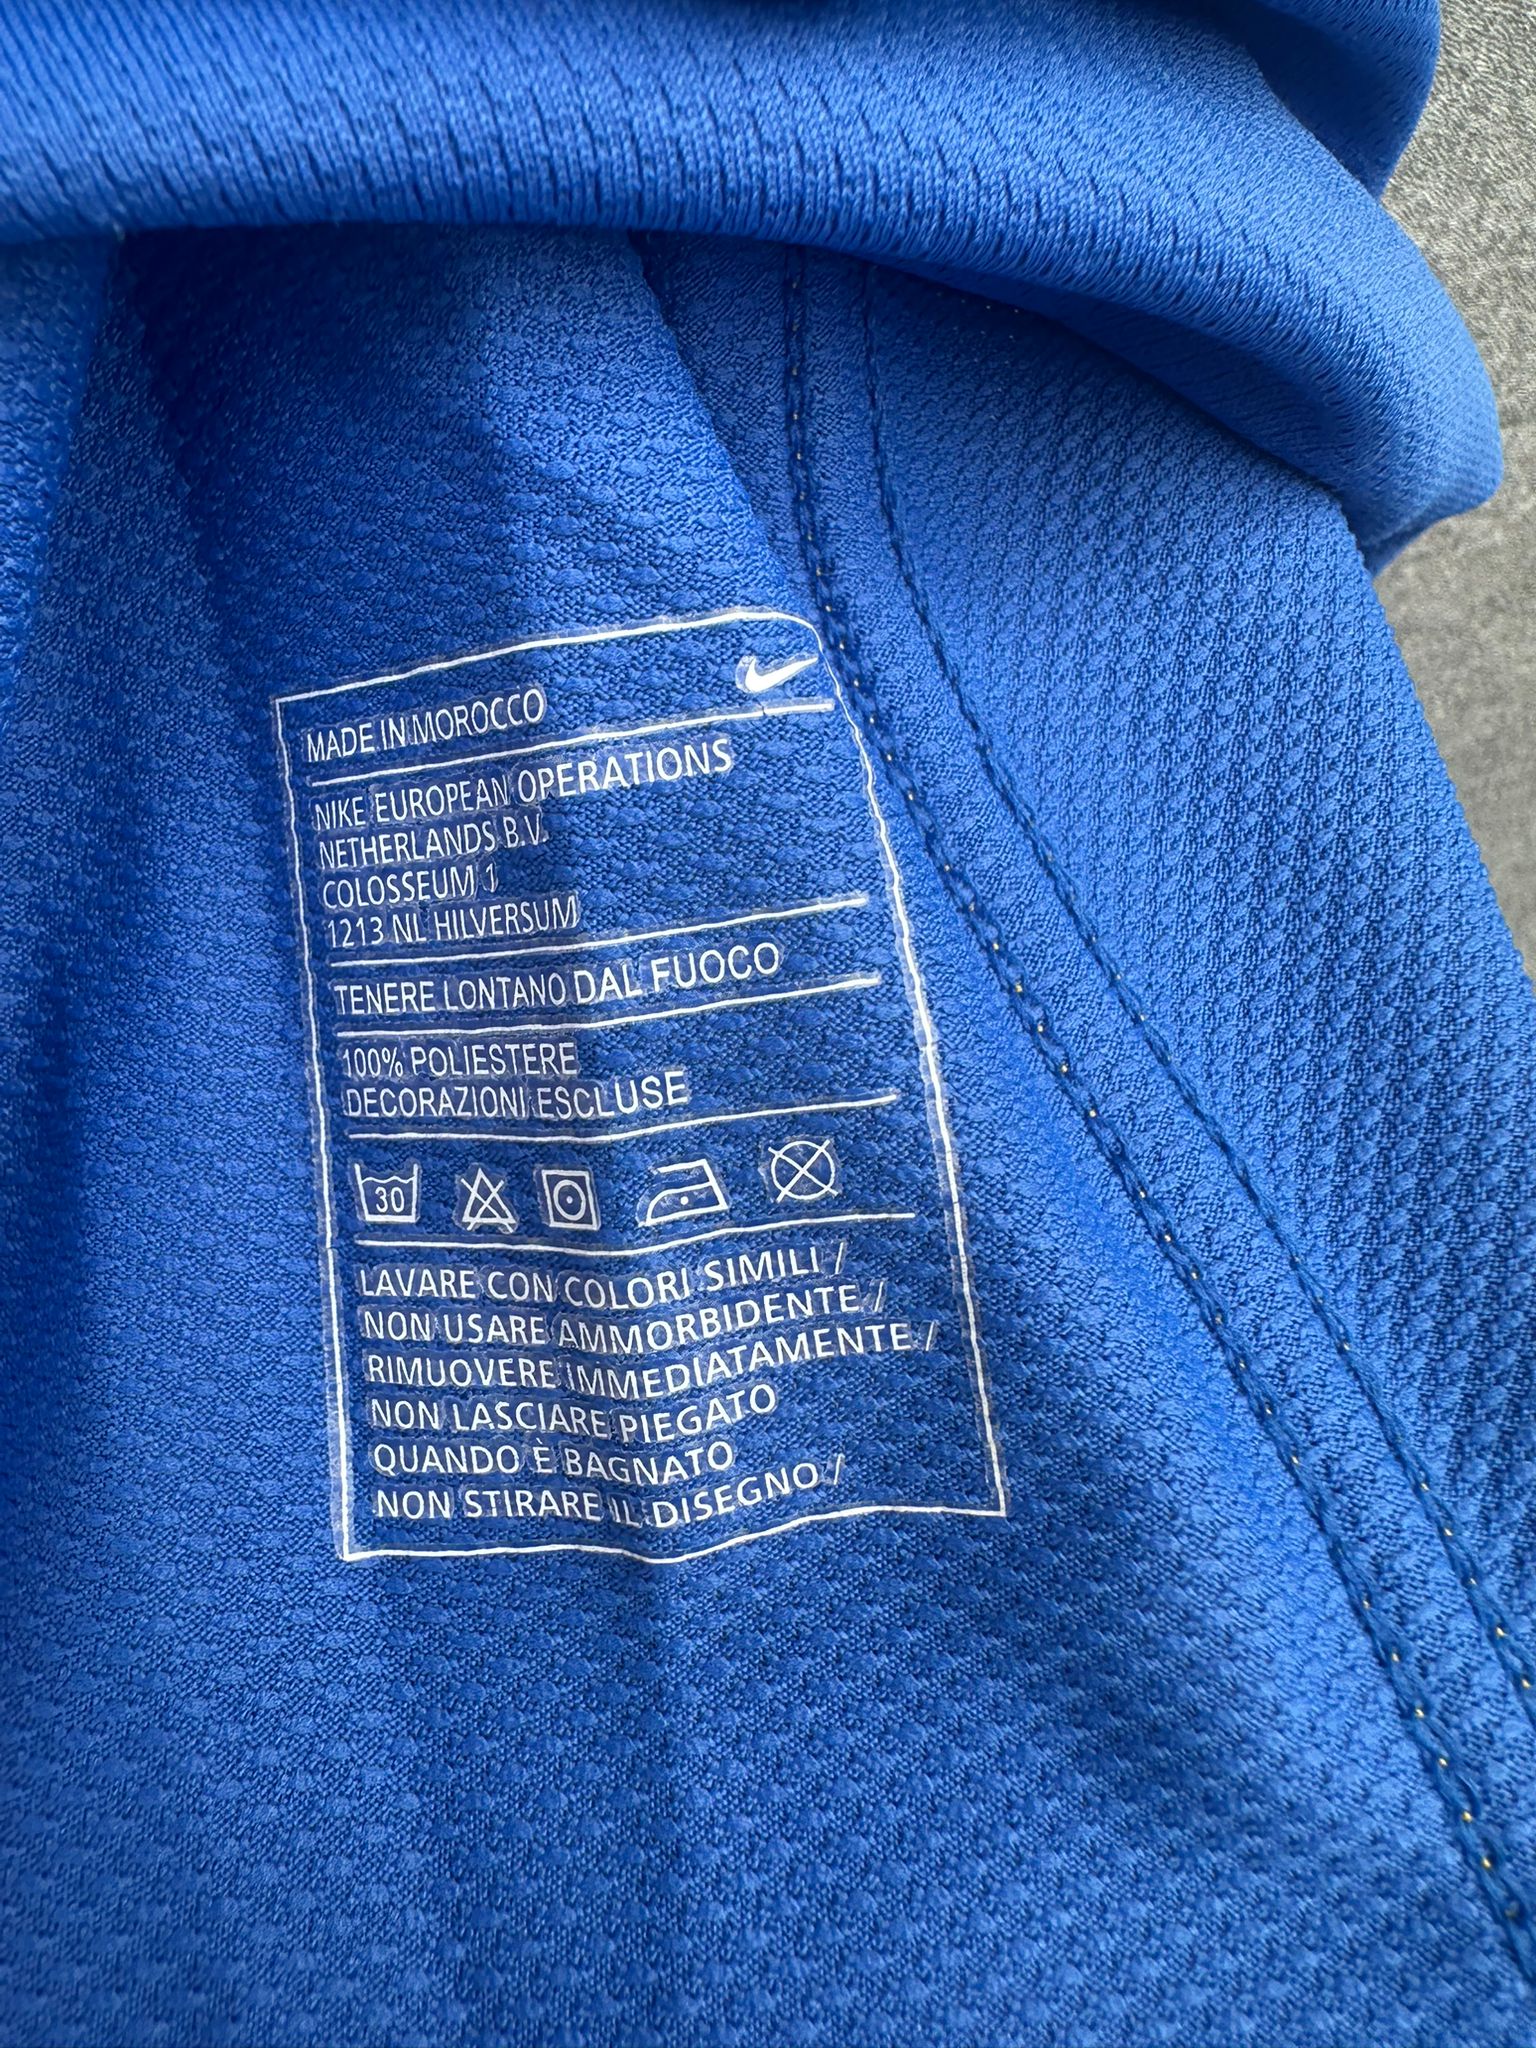 MADE IN MOROCCO
NIKE EUROPEAN OPERATIONS
NETHERLANDS B.V.
COLOSSEUM 1
1213 NL HILVERSUM
TENERE LONTANO DAL FUOCO
100% POLIESTERE
DECORAZIONI ESCLUSE
30
LAVARE CON COLORI SIMILI /
NON USARE AMMORBIDENTE /
RIMUOVERE IMMEDIATAMENTE /
NON LASCIARE PIEGATO
QUANDO È BAGNATO
NON STIRARE IL DISEGNO /